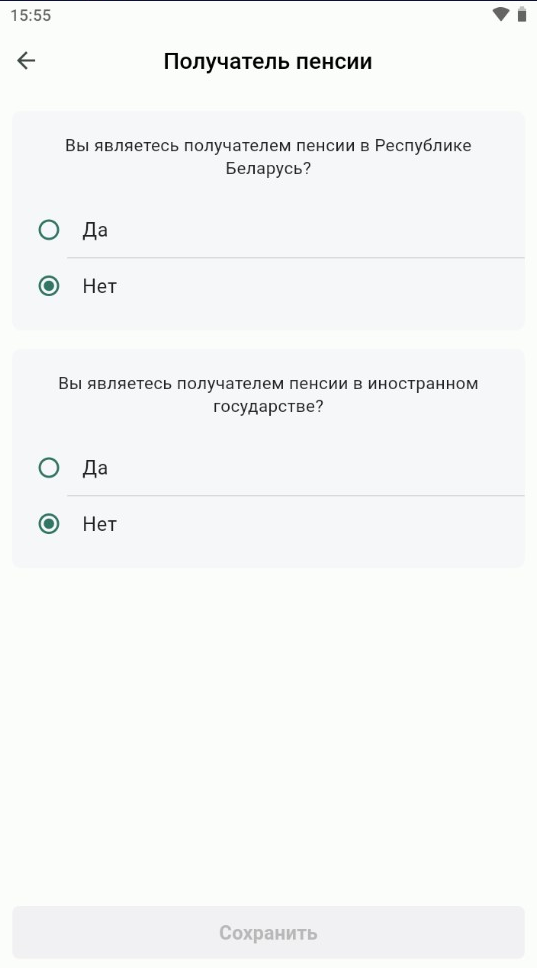 15:55
Получатель пенсии
Вы являетесь получателем пенсии в Республике
Беларусь?
Да
Нет
Вы являетесь получателем пенсии в иностранном
государстве?
Да
Нет
Сохранить